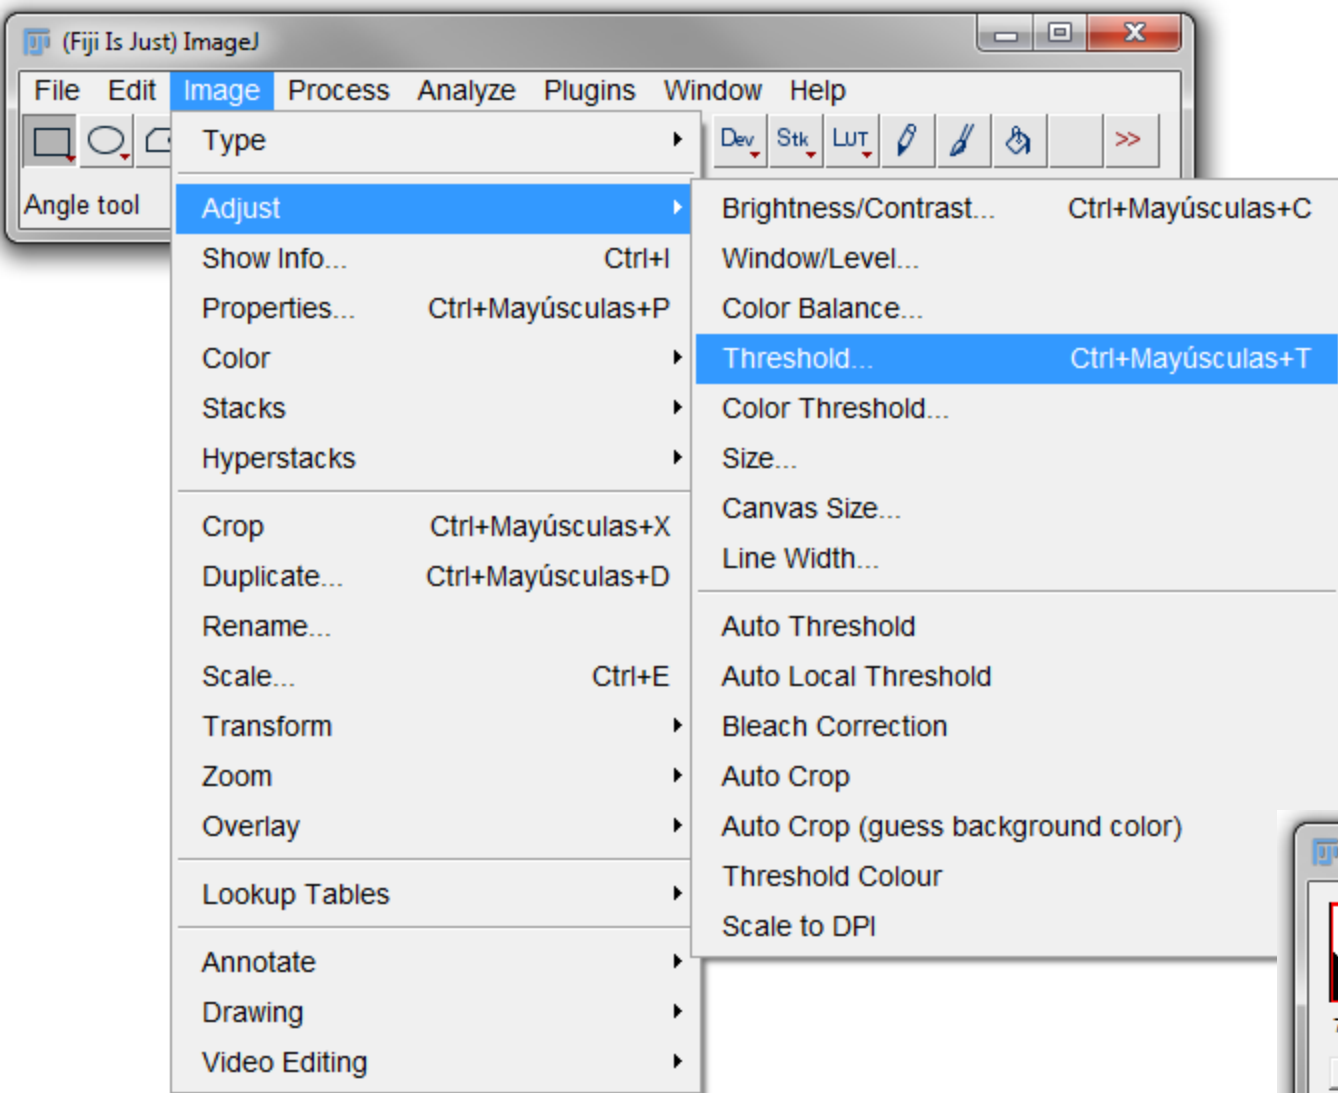 (Fiji Is Just) ImageJ
File Edit Image Process Analyze Plugins Window Help
Dev Stk LUT >>
Angle tool
Type
Adjust
Show Info... Ctrl+I
Properties... Ctrl+Mayúsculas+P
Color
Stacks
Hyperstacks
Crop Ctrl+Mayúsculas+X
Duplicate... Ctrl+Mayúsculas+D
Rename...
Scale... Ctrl+E
Transform
Zoom
Overlay
Lookup Tables
Annotate
Drawing
Video Editing
Brightness/Contrast... Ctrl+Mayúsculas+C
Window/Level...
Color Balance...
Threshold... Ctrl+Mayúsculas+T
Color Threshold...
Size...
Canvas Size...
Line Width...
Auto Threshold
Auto Local Threshold
Bleach Correction
Auto Crop
Auto Crop (guess background color)
Threshold Colour
Scale to DPI